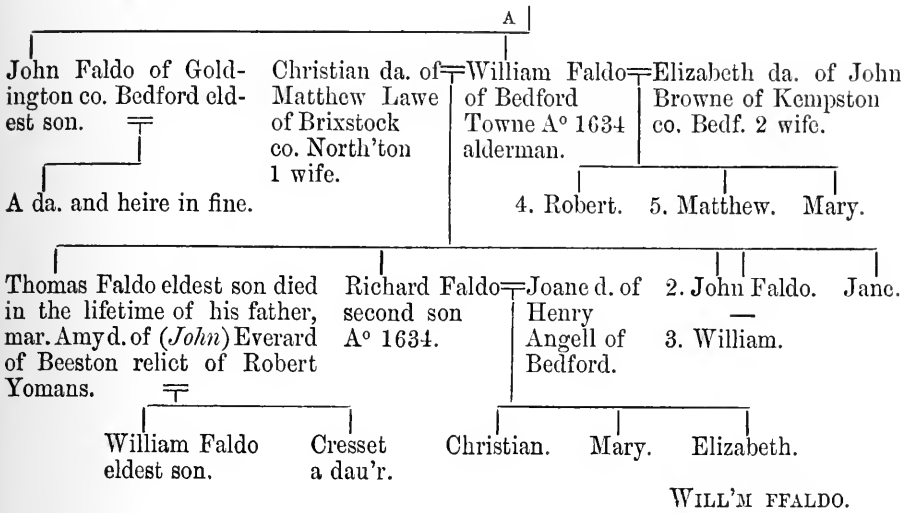 A
John Faldo of Gold-
ington co. Bedford eld-
est son.
Christian da. of
Matthew Lawe
of Brixstock
co. North'ton
1 wife.
William Faldo
of Bedford
Towne Aº 1634
alderman.
Elizabeth da. of John
Browne of Kempston
co. Bedf. 2 wife.
A da. and heire in fine.
4. Robert. 5. Matthew. Mary.
Thomas Faldo eldest son died
in the lifetime of his father,
mar. Amy d. of (John) Everard
of Beeston relict of Robert
Yomans.
Richard Faldo
second son
Aº 1634.
Joane d. of
Henry
Angell of
Bedford.
2. John Faldo.
—
3. William.
Jane.
William Faldo
eldest son.
Cresset
a dau'r.
Christian. Mary. Elizabeth.
WILL'M FFALDO.